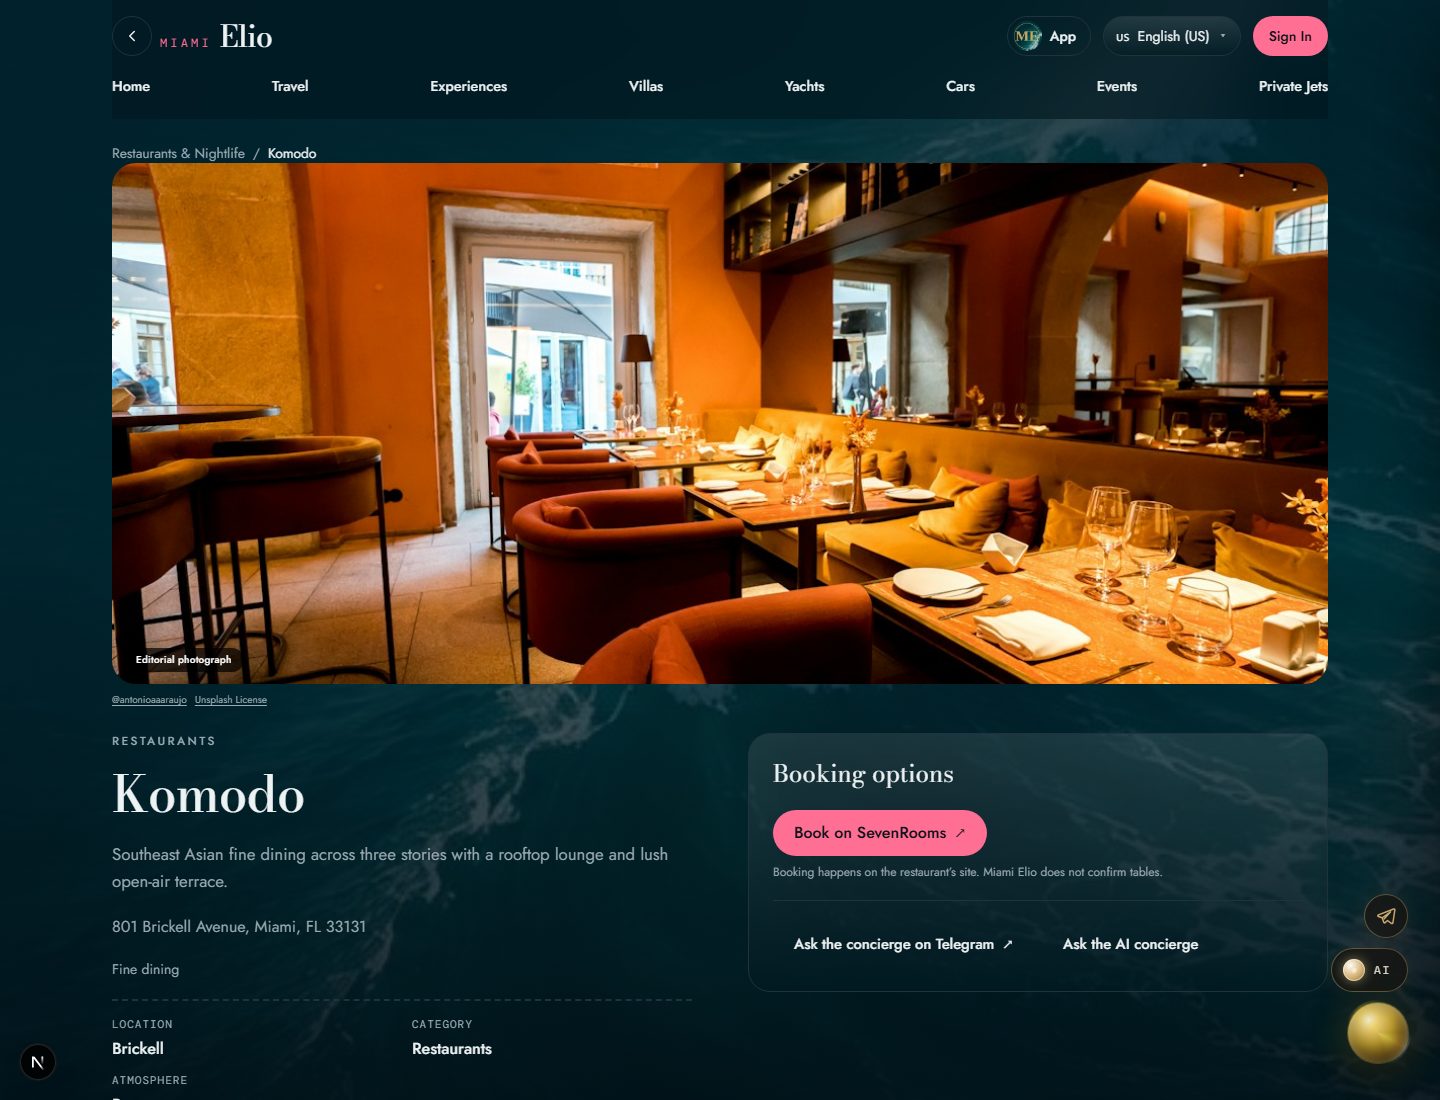 MIAMI Elio
ME App
US English (US)
Sign In
Home Travel Experiences Villas Yachts Cars Events Private Jets
Restaurants & Nightlife / Komodo
Editorial photograph
@antonioaaaraujo Unsplash License
RESTAURANTS
Komodo
Southeast Asian fine dining across three stories with a rooftop lounge and lush
open-air terrace.
801 Brickell Avenue, Miami, FL 33131
Fine dining
LOCATION
Brickell
CATEGORY
Restaurants
ATMOSPHERE
Booking options
Book on SevenRooms ↗
Booking happens on the restaurant's site. Miami Elio does not confirm tables.
Ask the concierge on Telegram ↗ Ask the AI concierge
AI
N